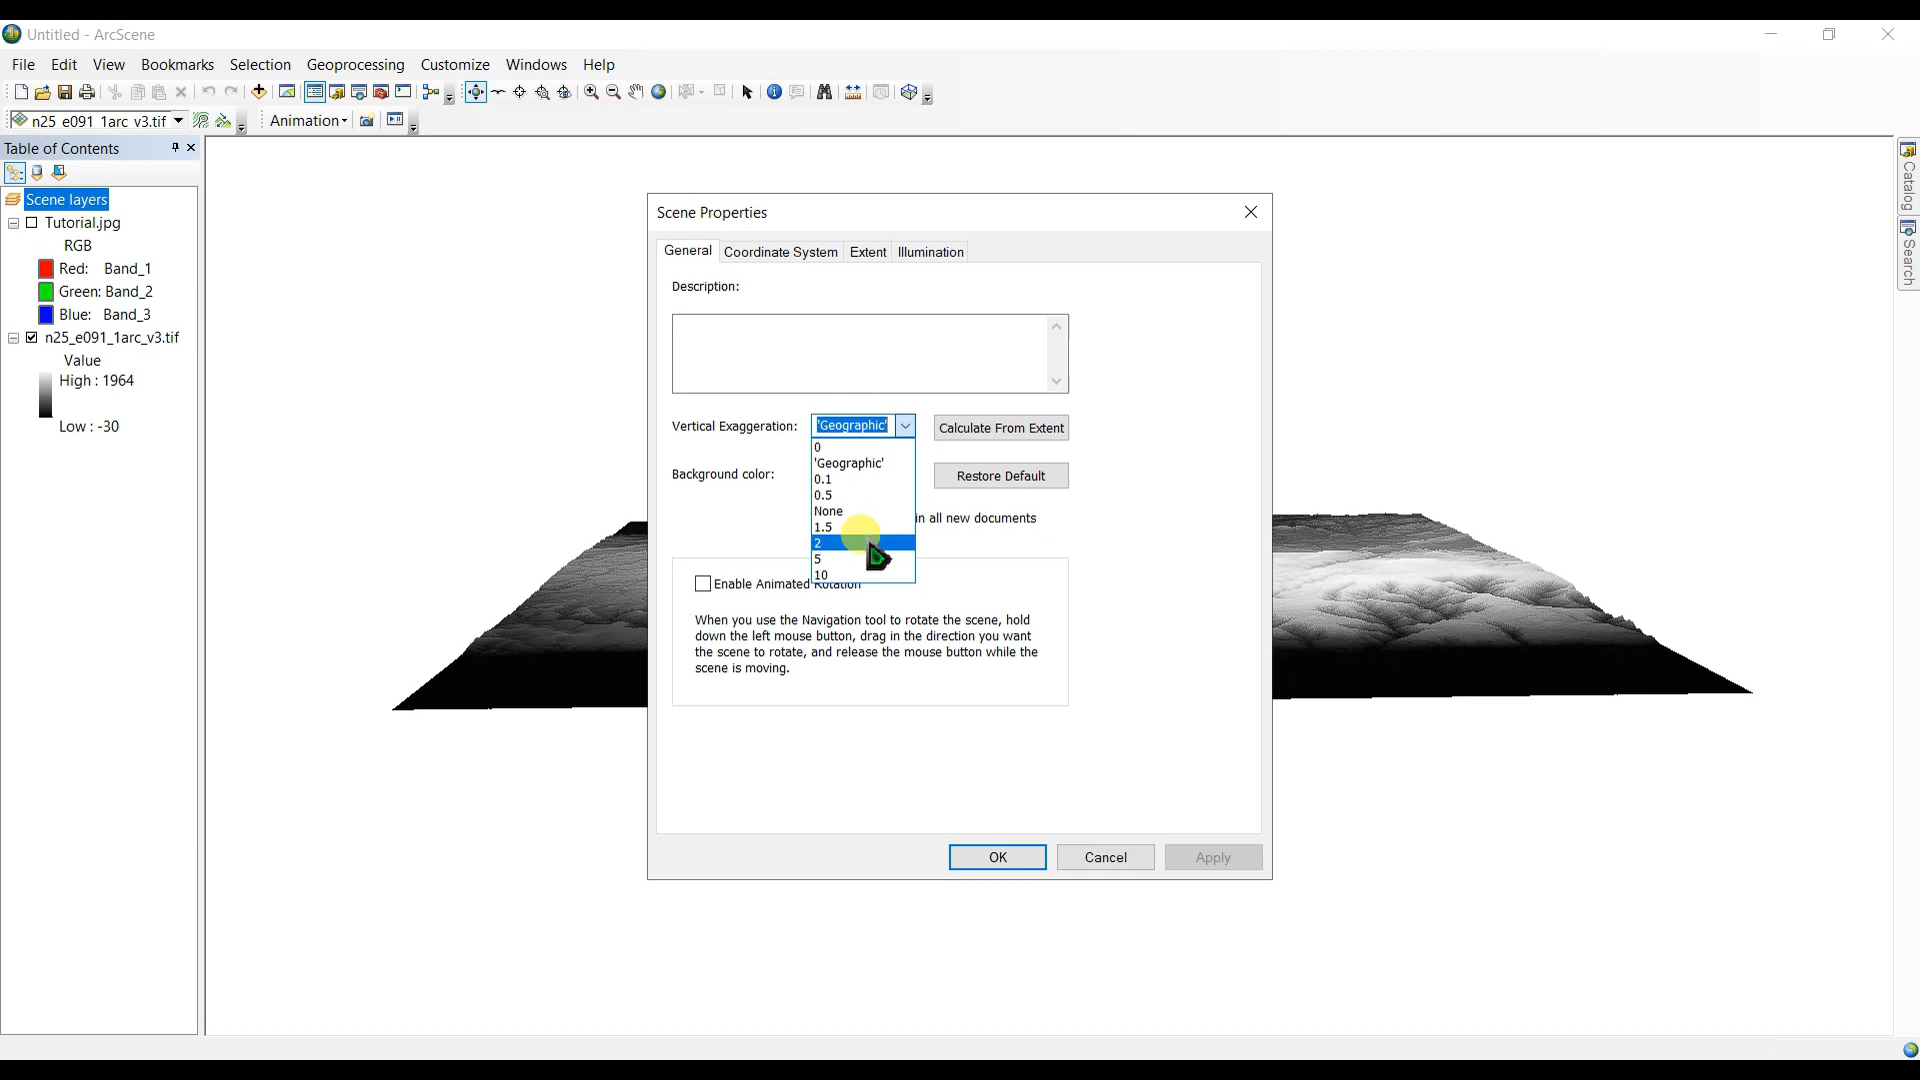 Untitled - ArcScene
File Edit View Bookmarks Selection Geoprocessing Customize Windows Help
n25_e091_1arc_v3.tif Animation
Table of Contents
Scene layers
Tutorial.jpg
RGB
Red: Band_1
Green: Band_2
Blue: Band_3
n25_e091_1arc_v3.tif
Value
High : 1964
Low : -30
Catalog
Search
Scene Properties
General Coordinate System Extent Illumination
Description:
Vertical Exaggeration: 'Geographic' Calculate From Extent
0
'Geographic'
0.1
0.5
None
1.5
2
5
10
Background color: Restore Default
in all new documents
Enable Animated Rotation
When you use the Navigation tool to rotate the scene, hold
down the left mouse button, drag in the direction you want
the scene to rotate, and release the mouse button while the
scene is moving.
OK Cancel Apply